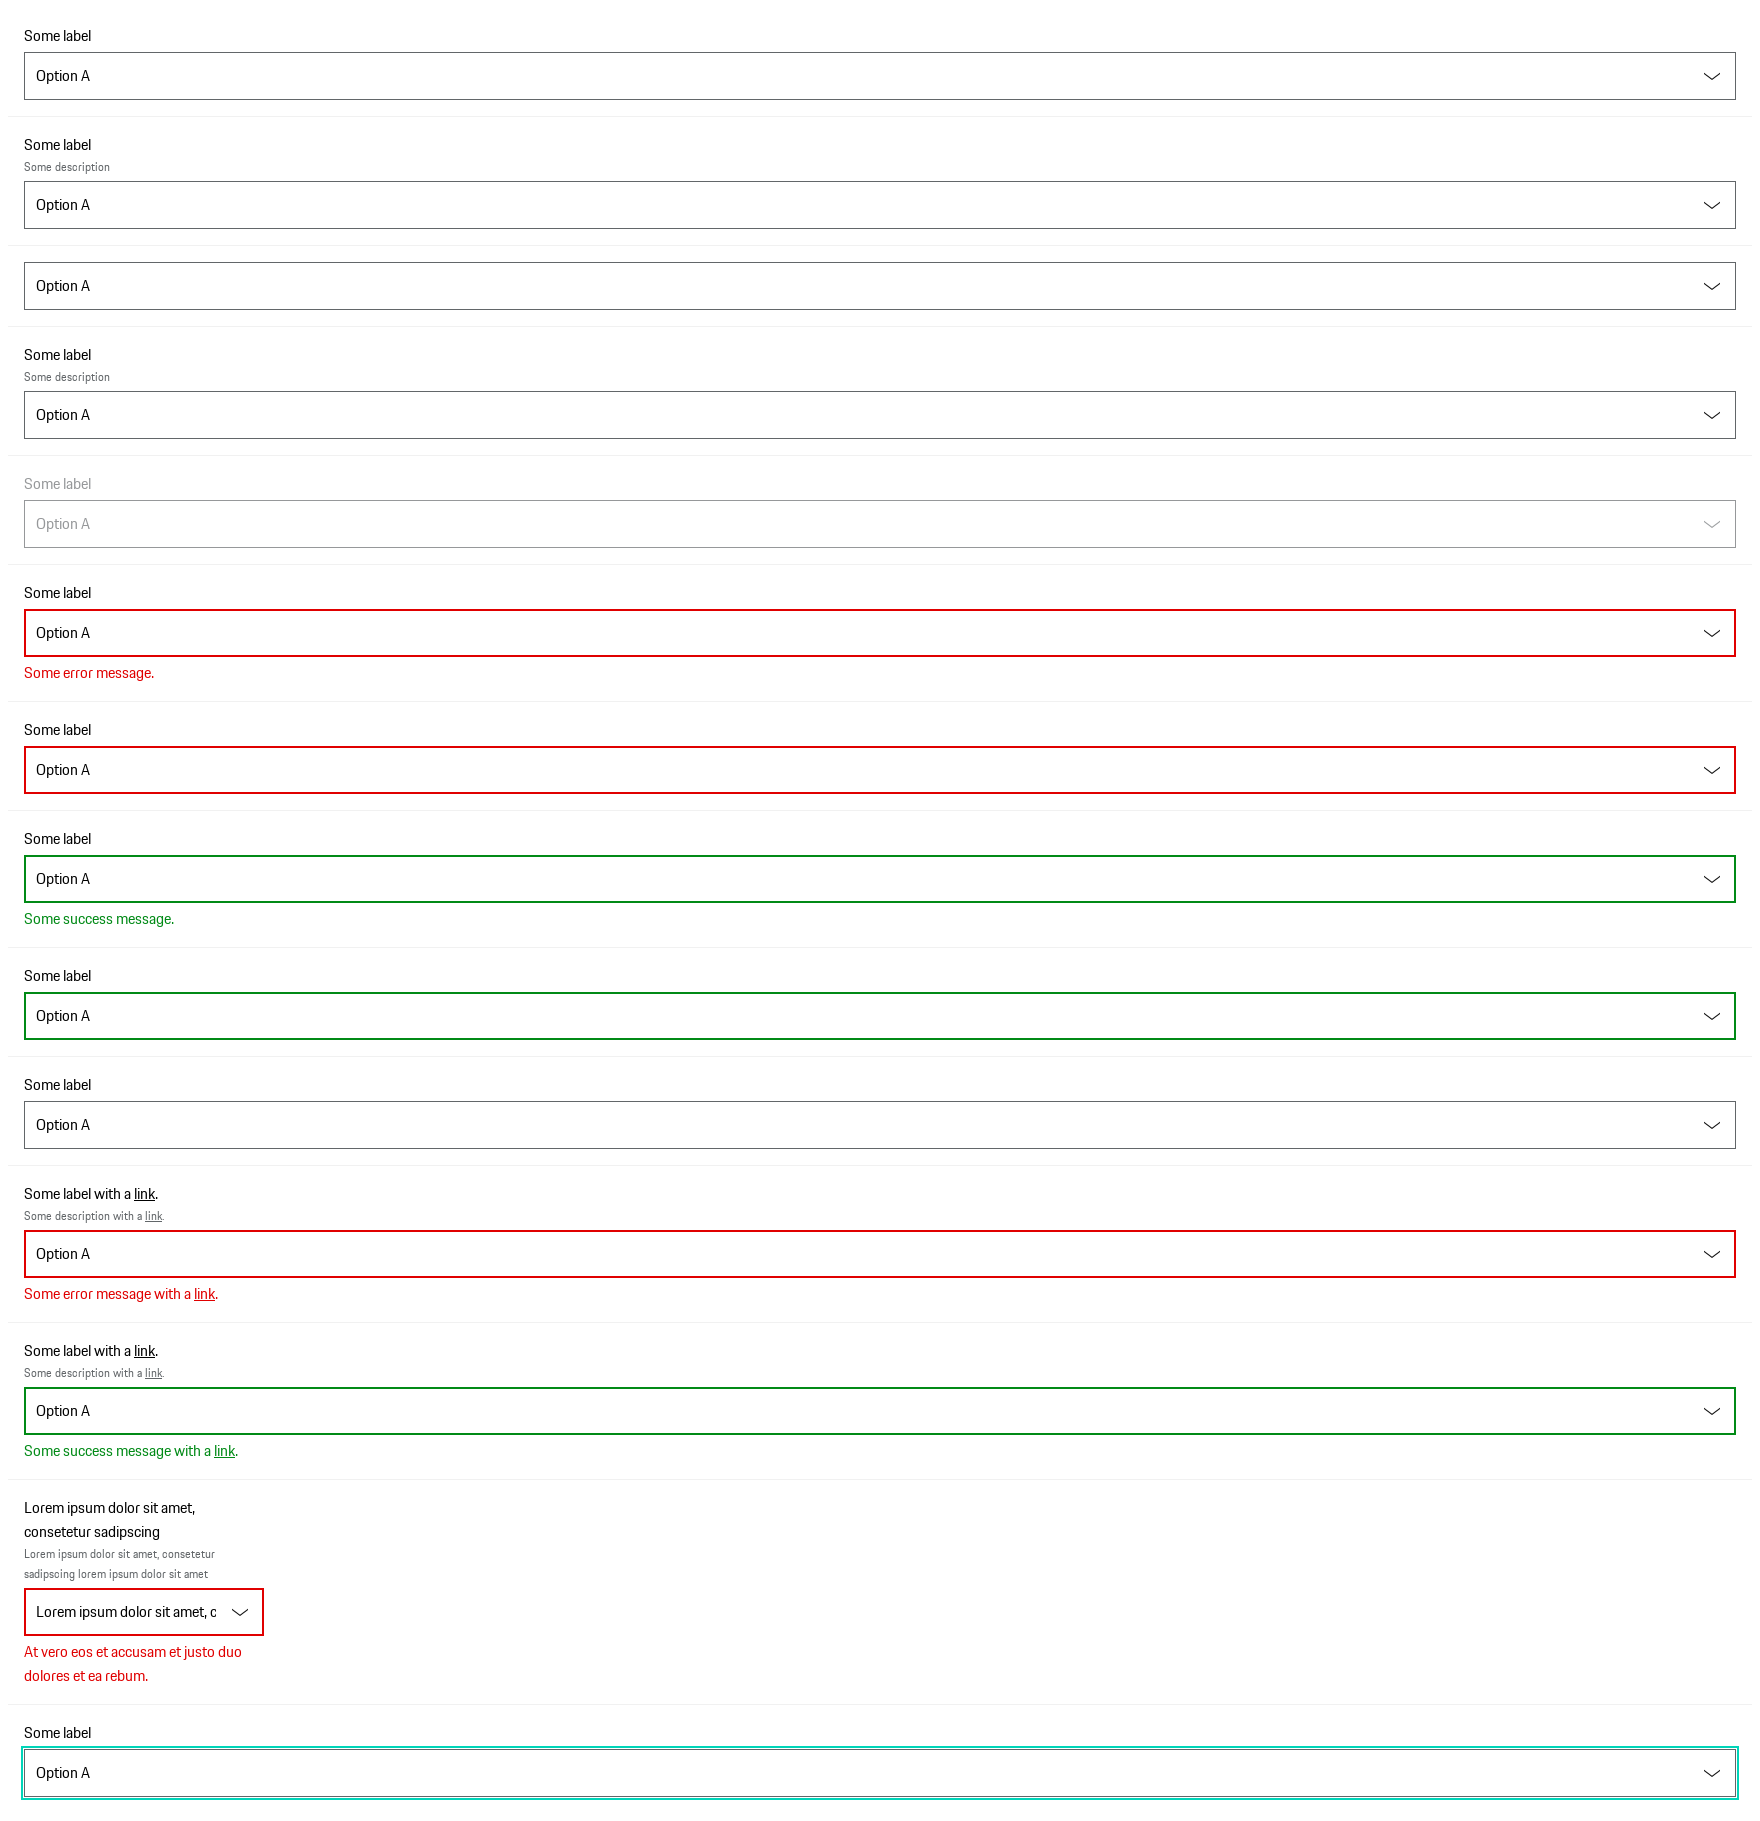 Some label
Option A
Some label
Some description
Option A
Option A
Some label
Some description
Option A
Some label
Option A
Some label
Option A
Some error message.
Some label
Option A
Some label
Option A
Some success message.
Some label
Option A
Some label
Option A
Some label with a link.
Some description with a link.
Option A
Some error message with a link.
Some label with a link.
Some description with a link.
Option A
Some success message with a link.
Lorem ipsum dolor sit amet,
consetetur sadipscing
Lorem ipsum dolor sit amet, consetetur
sadipscing lorem ipsum dolor sit amet
Lorem ipsum dolor sit amet, c
At vero eos et accusam et justo duo
dolores et ea rebum.
Some label
Option A